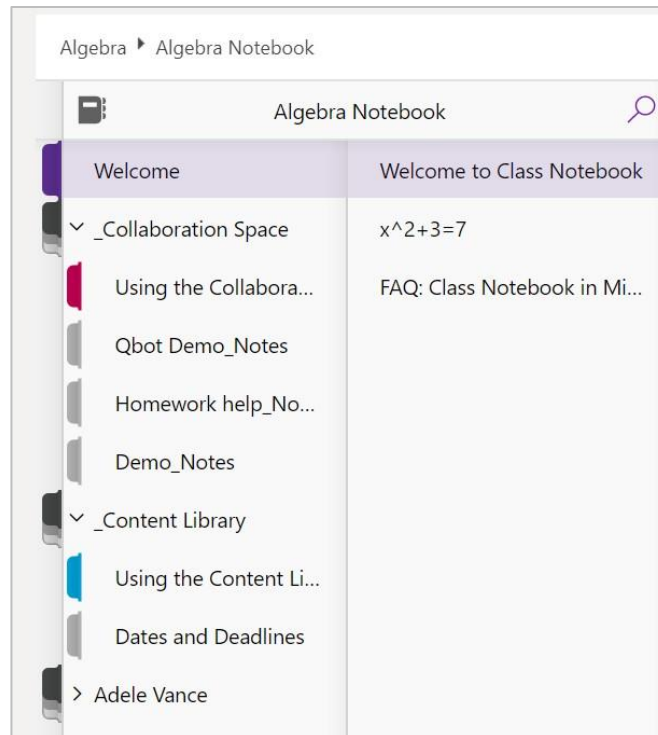 Algebra Algebra Notebook
Algebra Notebook
Welcome
_Collaboration Space
Using the Collabora...
Qbot Demo_Notes
Homework help_No...
Demo_Notes
_Content Library
Using the Content Li...
Dates and Deadlines
Adele Vance
Welcome to Class Notebook
x^2+3=7
FAQ: Class Notebook in Mi...